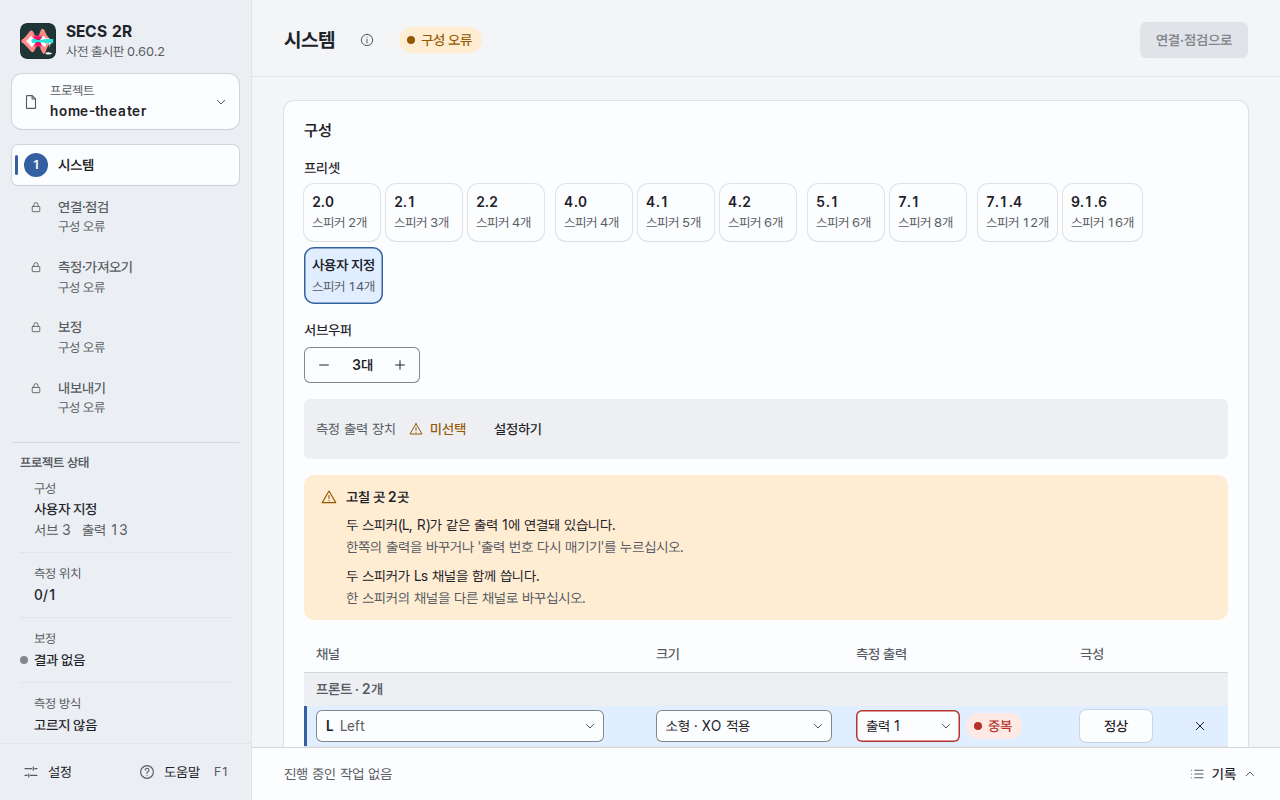 SECS 2R
사전 출시판 0.60.2
프로젝트
home-theater
1 시스템
연결·점검
구성 오류
측정·가져오기
구성 오류
보정
구성 오류
내보내기
구성 오류
프로젝트 상태
구성
사용자 지정
서브 3 출력 13
측정 위치
0/1
보정
결과 없음
측정 방식
고르지 않음
설정 도움말 F1
시스템 구성 오류 연결·점검으로
구성
프리셋
2.0 2.1 2.2 4.0 4.1 4.2 5.1 7.1 7.1.4 9.1.6
스피커 2개 스피커 3개 스피커 4개 스피커 4개 스피커 5개 스피커 6개 스피커 6개 스피커 8개 스피커 12개 스피커 16개
사용자 지정
스피커 14개
서브우퍼
3대
측정 출력 장치 미선택 설정하기
고칠 곳 2곳
두 스피커(L, R)가 같은 출력 1에 연결돼 있습니다.
한쪽의 출력을 바꾸거나 '출력 번호 다시 매기기'를 누르십시오.
두 스피커가 Ls 채널을 함께 씁니다.
한 스피커의 채널을 다른 채널로 바꾸십시오.
채널 크기 측정 출력 극성
프론트 · 2개
L Left 소형 · XO 적용 출력 1 중복 정상
진행 중인 작업 없음 기록